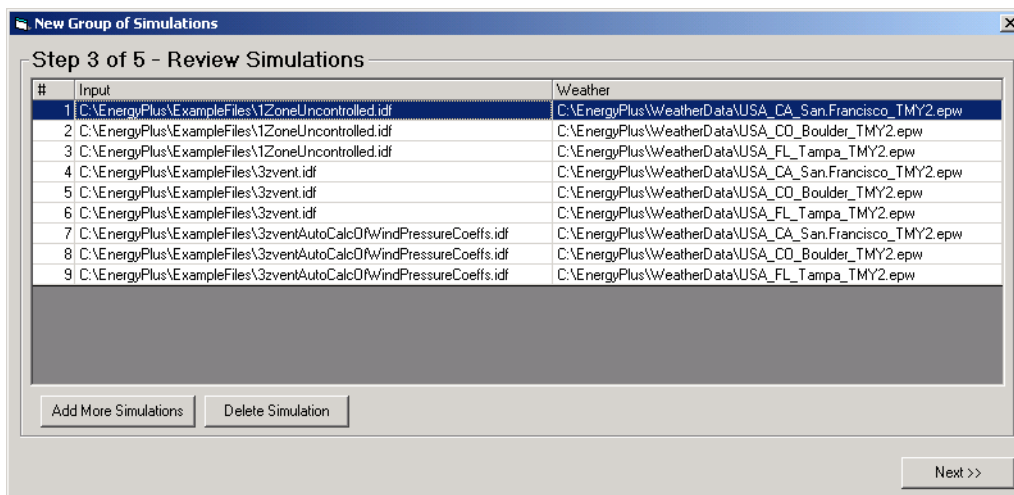 New Group of Simulations
Step 3 of 5 - Review Simulations
# Input Weather
1 C:\EnergyPlus\ExampleFiles\1ZoneUncontrolled.idf C:\EnergyPlus\WeatherData\USA_CA_San.Francisco_TMY2.epw
2 C:\EnergyPlus\ExampleFiles\1ZoneUncontrolled.idf C:\EnergyPlus\WeatherData\USA_CO_Boulder_TMY2.epw
3 C:\EnergyPlus\ExampleFiles\1ZoneUncontrolled.idf C:\EnergyPlus\WeatherData\USA_FL_Tampa_TMY2.epw
4 C:\EnergyPlus\ExampleFiles\3zvent.idf C:\EnergyPlus\WeatherData\USA_CA_San.Francisco_TMY2.epw
5 C:\EnergyPlus\ExampleFiles\3zvent.idf C:\EnergyPlus\WeatherData\USA_CO_Boulder_TMY2.epw
6 C:\EnergyPlus\ExampleFiles\3zvent.idf C:\EnergyPlus\WeatherData\USA_FL_Tampa_TMY2.epw
7 C:\EnergyPlus\ExampleFiles\3zventAutoCalcOfWindPressureCoeffs.idf C:\EnergyPlus\WeatherData\USA_CA_San.Francisco_TMY2.epw
8 C:\EnergyPlus\ExampleFiles\3zventAutoCalcOfWindPressureCoeffs.idf C:\EnergyPlus\WeatherData\USA_CO_Boulder_TMY2.epw
9 C:\EnergyPlus\ExampleFiles\3zventAutoCalcOfWindPressureCoeffs.idf C:\EnergyPlus\WeatherData\USA_FL_Tampa_TMY2.epw
Add More Simulations Delete Simulation
Next >>